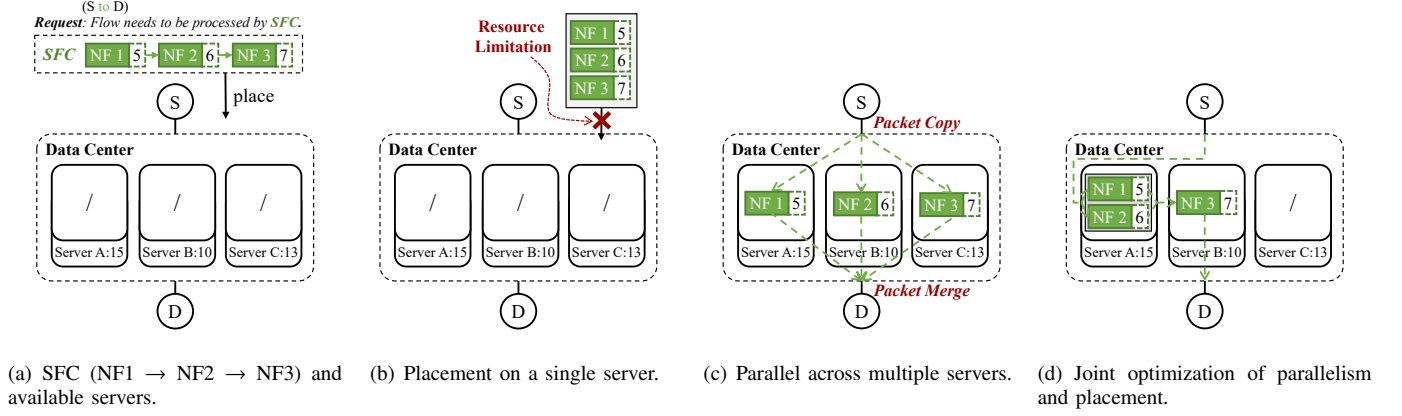 (S to D)
Request: Flow needs to be processed by SFC.
SFC NF 1 5 NF 2 6 NF 3 7
place
S
Data Center
/ / /
Server A:15 Server B:10 Server C:13
D
(a) SFC (NF1 → NF2 → NF3) and
available servers.
Resource
Limitation
NF 1 5
NF 2 6
NF 3 7
S
Data Center
/ / /
Server A:15 Server B:10 Server C:13
D
(b) Placement on a single server.
S
Packet Copy
Data Center
NF 1 5 NF 2 6 NF 3 7
Server A:15 Server B:10 Server C:13
Packet Merge
D
(c) Parallel across multiple servers.
S
Data Center
NF 1 5
NF 2 6
NF 3 7
/
Server A:15 Server B:10 Server C:13
D
(d) Joint optimization of parallelism
and placement.